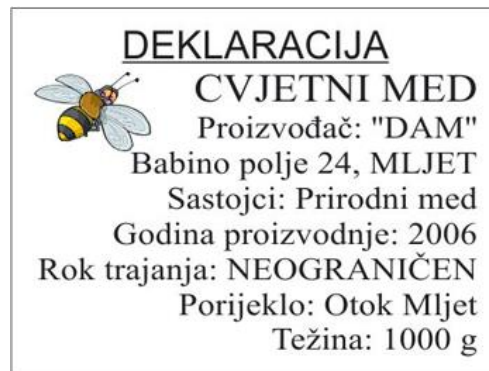 DEKLARACIJA
CVJETNI MED
Proizvođač: "DAM"
Babino polje 24, MLJET
Sastojci: Prirodni med
Godina proizvodnje: 2006
Rok trajanja: NEOGRANIČEN
Porijeklo: Otok Mljet
Težina: 1000 g